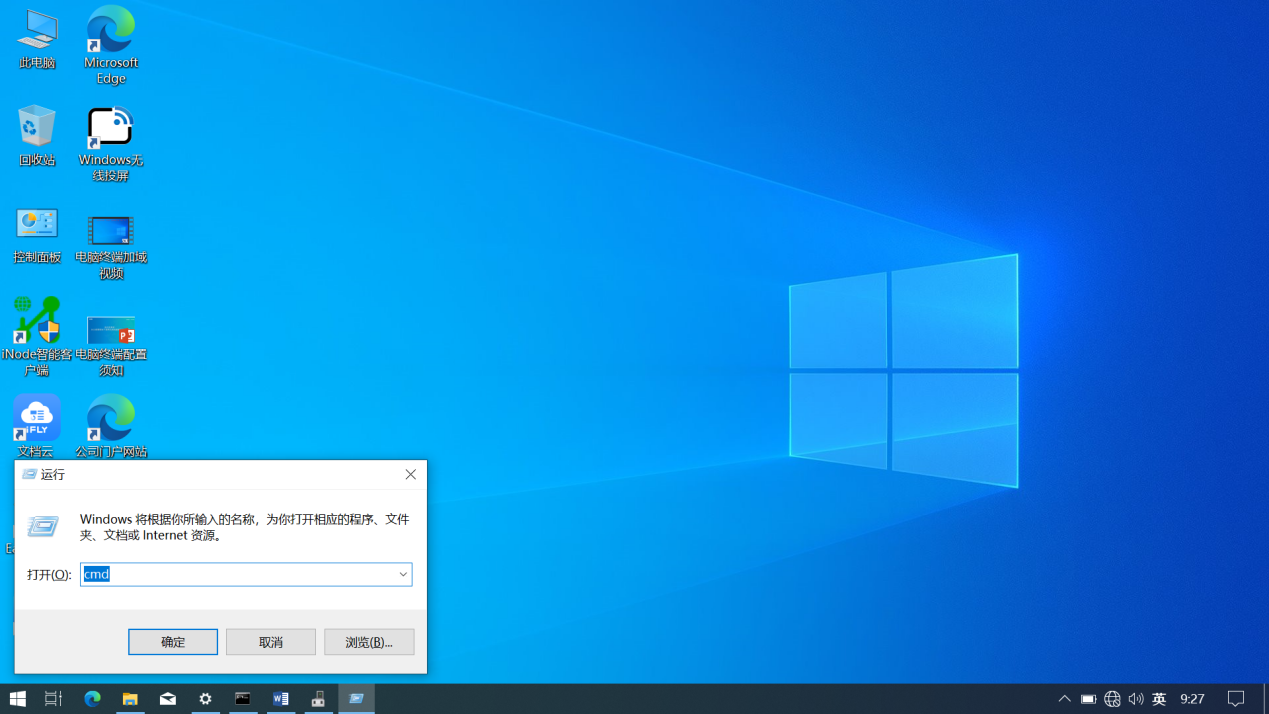 此电脑
Microsoft
Edge
回收站
Windows无
线投屏
控制面板
电脑终端加域
视频
iNode智能客
户端
电脑终端配置
须知
iFLY
文档云
公司门户网站
运行
Windows 将根据你所输入的名称，为你打开相应的程序、文件
夹、文档或 Internet 资源。
打开(O):
cmd
确定
取消
浏览(B)...
英
9:27